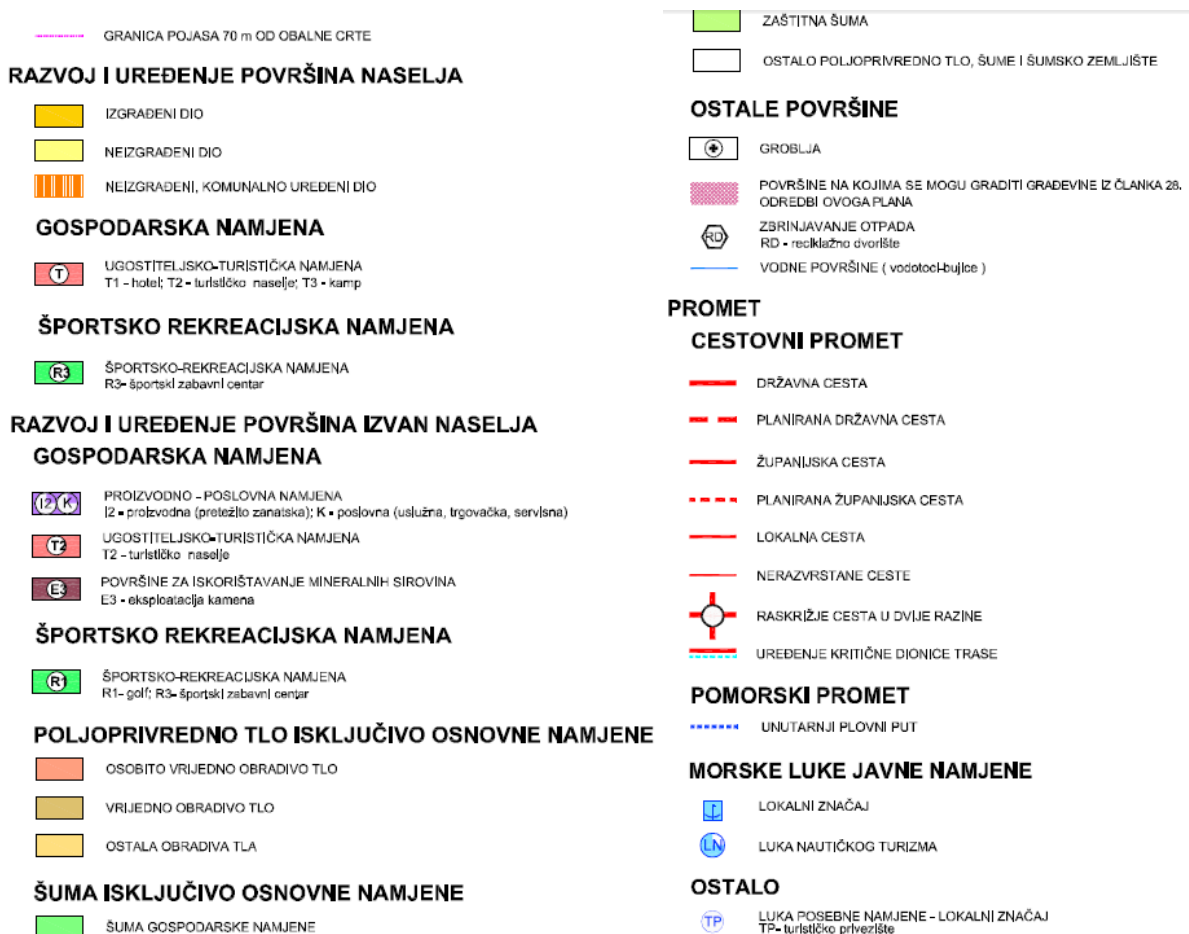 GRANICA POJASA 70 m OD OBALNE CRTE
RAZVOJ I UREĐENJE POVRŠINA NASELJA
IZGRAĐENI DIO
NEIZGRAĐENI DIO
NEIZGRAĐENI, KOMUNALNO UREĐENI DIO
GOSPODARSKA NAMJENA
T
UGOSTITELJSKO-TURISTIČKA NAMJENA
T1 - hotel; T2 - turističko naselje; T3 - kamp
ŠPORTSKO REKREACIJSKA NAMJENA
R3
ŠPORTSKO-REKREACIJSKA NAMJENA
R3- športski zabavni centar
RAZVOJ I UREĐENJE POVRŠINA IZVAN NASELJA
GOSPODARSKA NAMJENA
I2 K
PROIZVODNO - POSLOVNA NAMJENA
I2 - proizvodna (pretežito zanatska); K - poslovna (uslužna, trgovačka, servisna)
T2
UGOSTITELJSKO-TURISTIČKA NAMJENA
T2 - turističko naselje
E3
POVRŠINE ZA ISKORIŠTAVANJE MINERALNIH SIROVINA
E3 - eksploatacija kamena
ŠPORTSKO REKREACIJSKA NAMJENA
R1
ŠPORTSKO-REKREACIJSKA NAMJENA
R1- golf; R3- športski zabavni centar
POLJOPRIVREDNO TLO ISKLJUČIVO OSNOVNE NAMJENE
OSOBITO VRIJEDNO OBRADIVO TLO
VRIJEDNO OBRADIVO TLO
OSTALA OBRADIVA TLA
ŠUMA ISKLJUČIVO OSNOVNE NAMJENE
ŠUMA GOSPODARSKE NAMJENE
ZAŠTITNA ŠUMA
OSTALO POLJOPRIVREDNO TLO, ŠUME I ŠUMSKO ZEMLJIŠTE
OSTALE POVRŠINE
GROBLJA
POVRŠINE NA KOJIMA SE MOGU GRADITI GRAĐEVINE IZ ČLANKA 28.
ODREDBI OVOGA PLANA
RD
ZBRINJAVANJE OTPADA
RD - reciklažno dvorište
VODNE POVRŠINE ( vodotoci-bujice )
PROMET
CESTOVNI PROMET
DRŽAVNA CESTA
PLANIRANA DRŽAVNA CESTA
ŽUPANIJSKA CESTA
PLANIRANA ŽUPANIJSKA CESTA
LOKALNA CESTA
NERAZVRSTANE CESTE
RASKRIŽJE CESTA U DVIJE RAZINE
UREĐENJE KRITIČNE DIONICE TRASE
POMORSKI PROMET
UNUTARNJI PLOVNI PUT
MORSKE LUKE JAVNE NAMJENE
LOKALNI ZNAČAJ
LN
LUKA NAUTIČKOG TURIZMA
OSTALO
TP
LUKA POSEBNE NAMJENE - LOKALNI ZNAČAJ
TP- turističko privezište